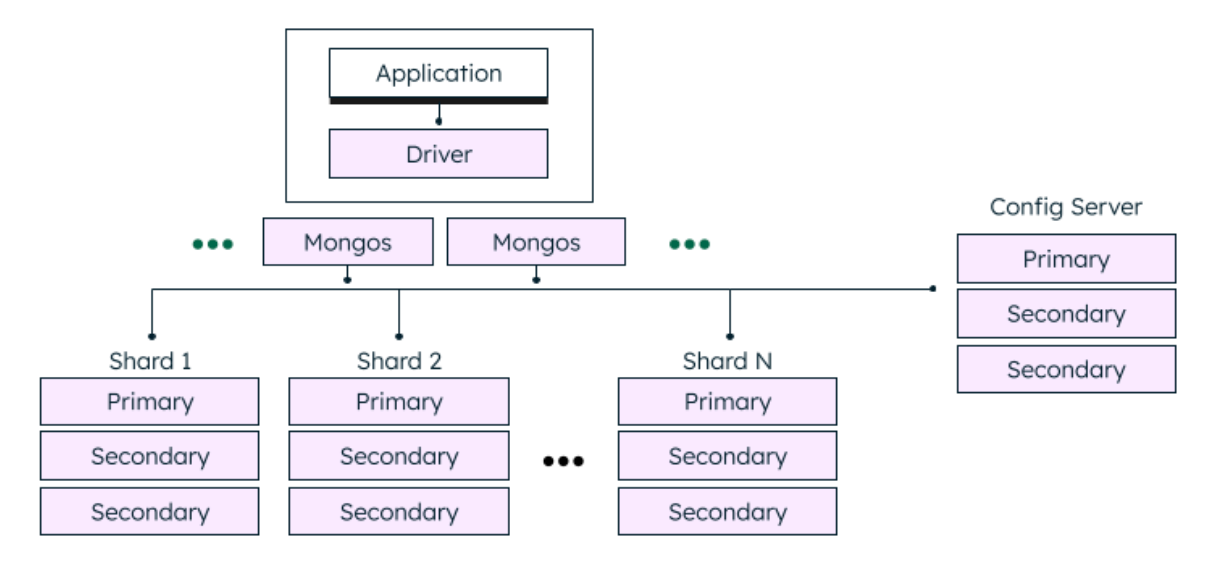 Application
Driver
Mongos
Mongos
Config Server
Primary
Secondary
Secondary
Shard 1
Primary
Secondary
Secondary
Shard 2
Primary
Secondary
Secondary
Shard N
Primary
Secondary
Secondary